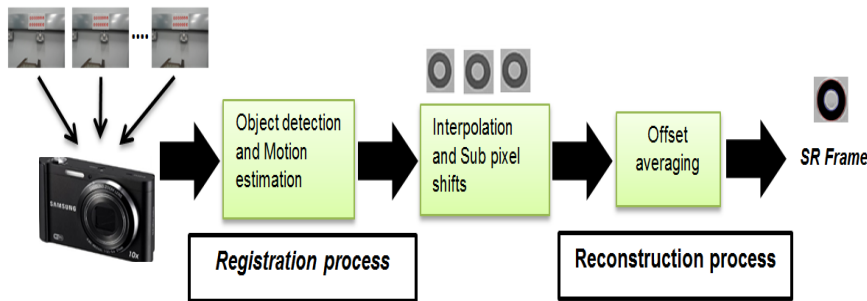 ....
Object detection
and Motion
estimation
Interpolation
and Sub pixel
shifts
Offset
averaging
SR Frame
SAMSUNG
10x
Registration process
Reconstruction process